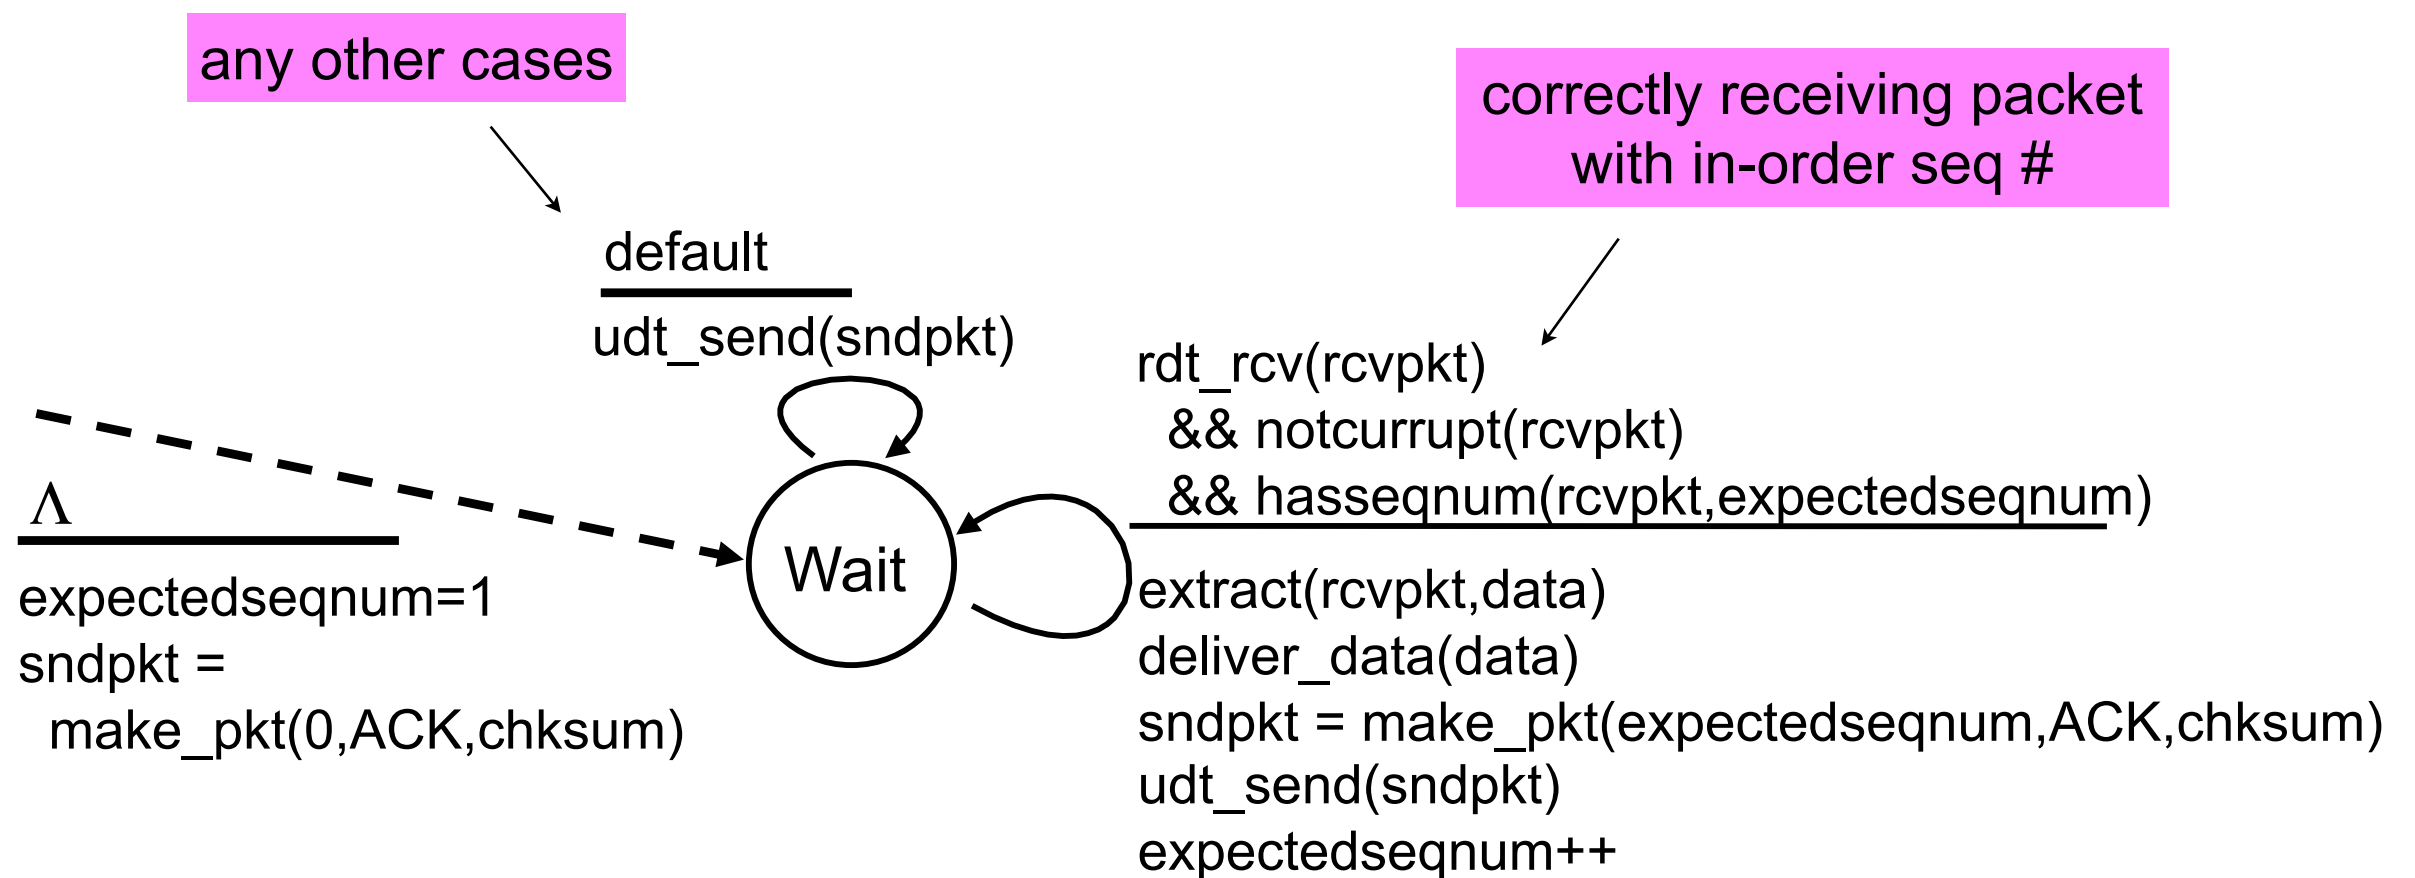 any other cases
correctly receiving packet
with in-order seq #
default
udt_send(sndpkt)
rdt_rcv(rcvpkt)
&& notcurrupt(rcvpkt)
&& hasseqnum(rcvpkt,expectedseqnum)
Λ
expectedseqnum=1
sndpkt =
make_pkt(0,ACK,chksum)
Wait
extract(rcvpkt,data)
deliver_data(data)
sndpkt = make_pkt(expectedseqnum,ACK,chksum)
udt_send(sndpkt)
expectedseqnum++